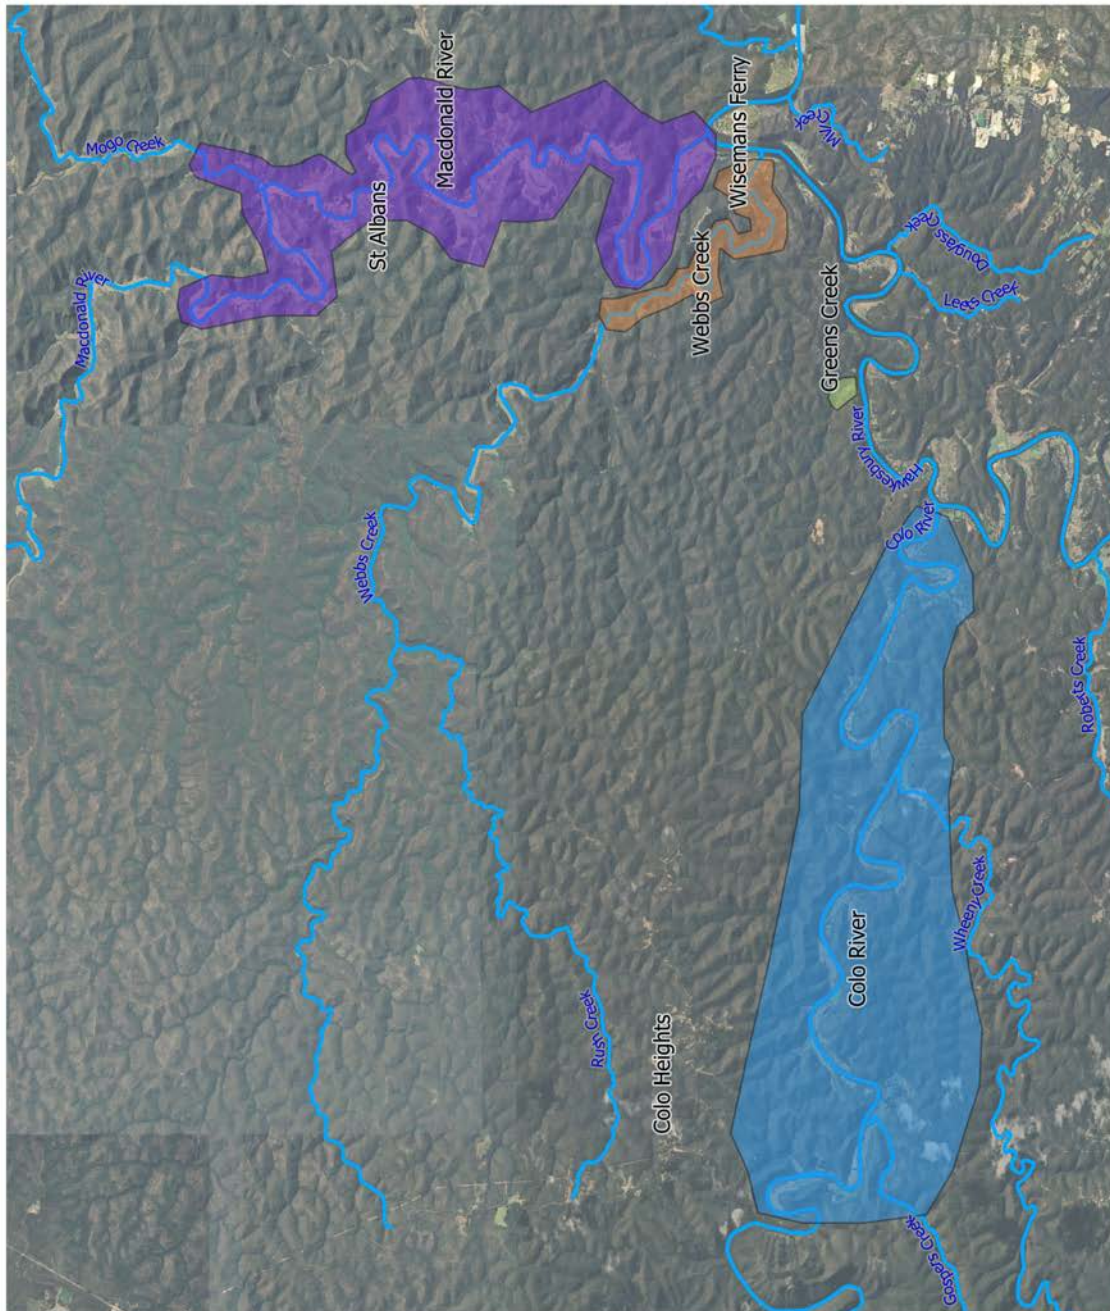 Macdonald River
Mogo Creek
Webbs Creek
St Albans
Macdonald River
Rush Creek
Colo Heights
Webbs Creek
Wisemans Ferry
Mill Creek
Greens Creek
Hawkesbury River
Colo River
Colo River
Gospers Creek
Douglass Creek
Wheeny Creek
Leets Creek
Roberts Creek